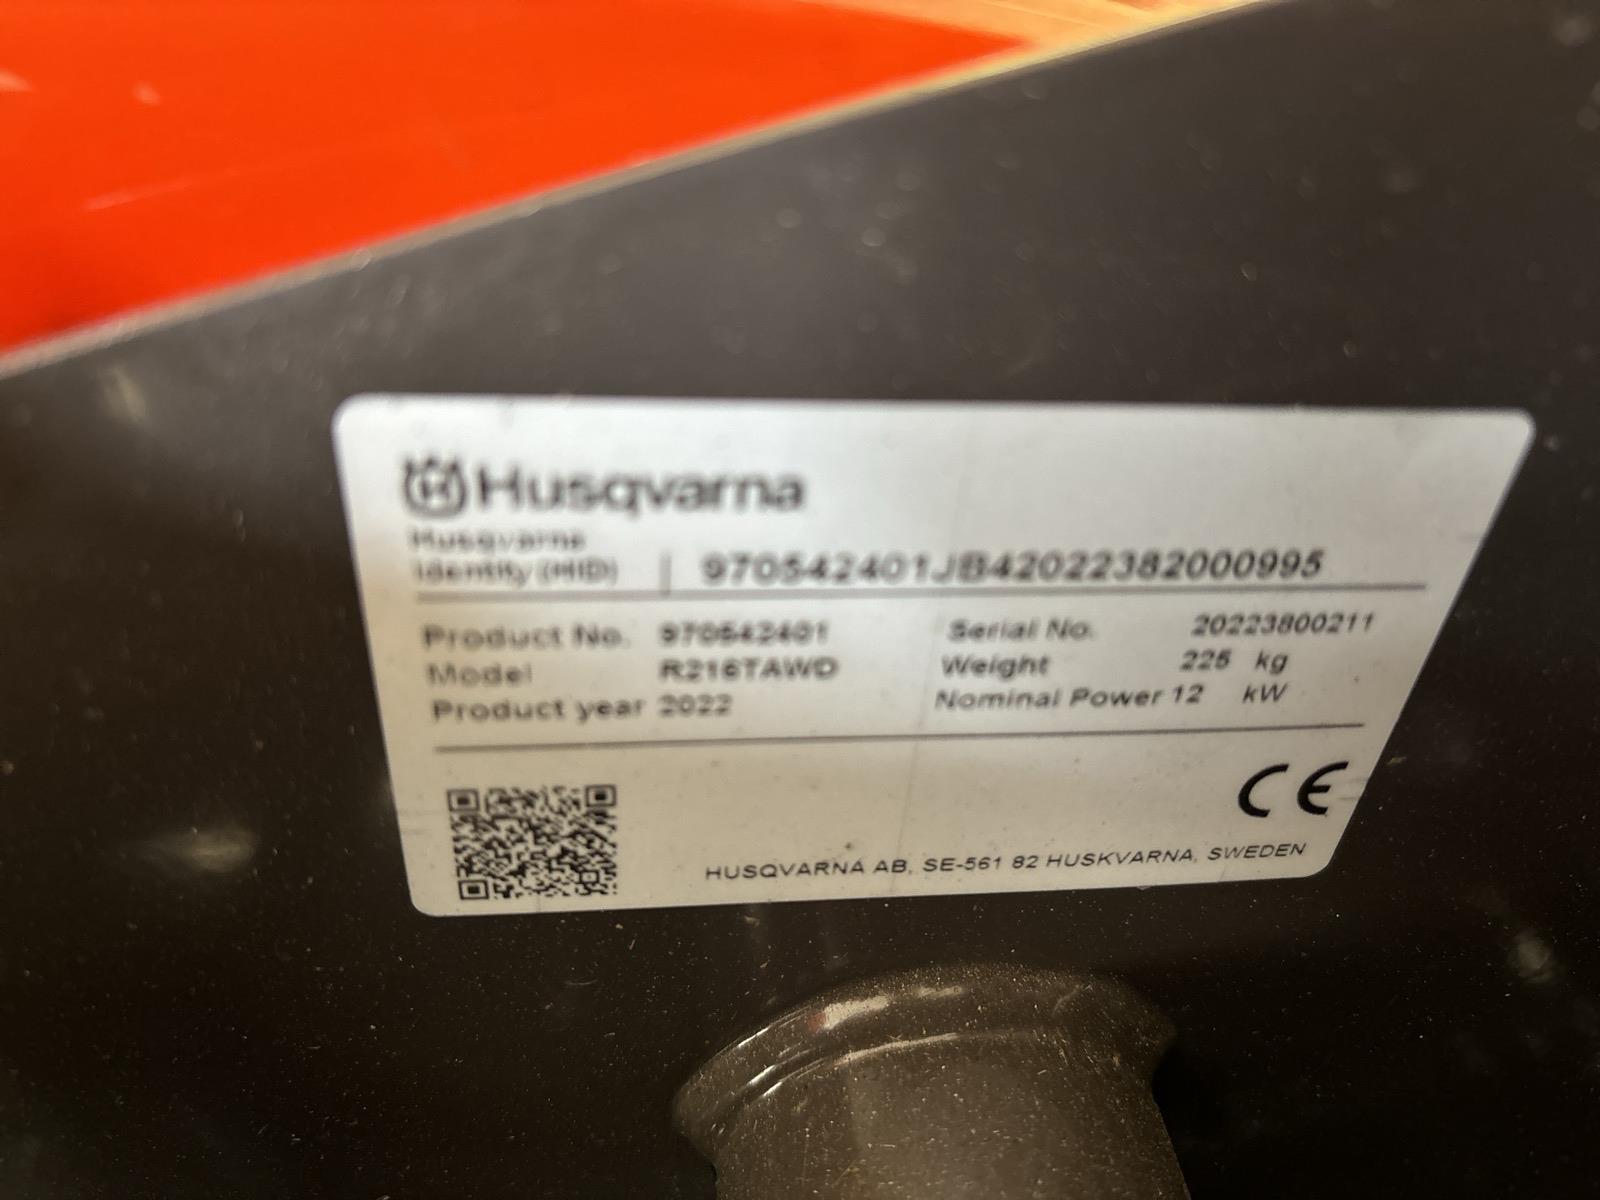 Husqvarna
Husqvarna
Identity (HID) | 970542401JB42022382000995
Product No. 970542401 Serial No. 20223800211
Model R216TAWD Weight 225 kg
Product year 2022 Nominal Power 12 kW
CE
HUSQVARNA AB, SE-561 82 HUSKVARNA, SWEDEN